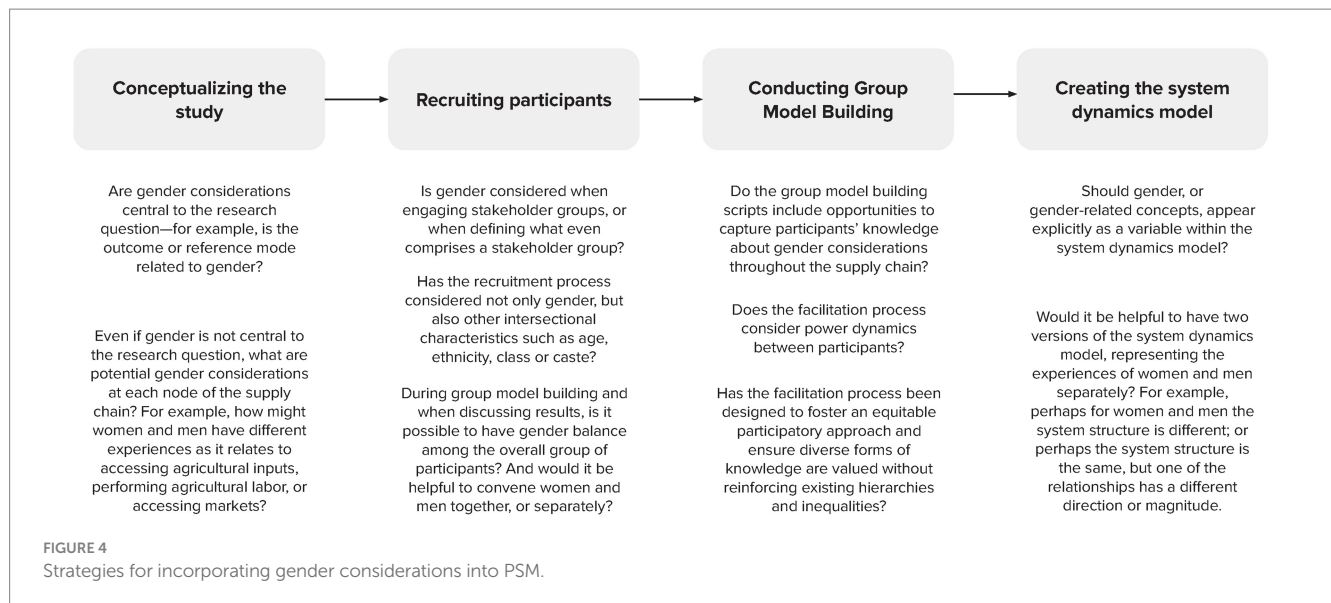 Conceptualizing the
study
Recruiting participants
Conducting Group
Model Building
Creating the system
dynamics model
Are gender considerations
central to the research
question—for example, is the
outcome or reference mode
related to gender?
Even if gender is not central to
the research question, what are
potential gender considerations
at each node of the supply
chain? For example, how might
women and men have different
experiences as it relates to
accessing agricultural inputs,
performing agricultural labor, or
accessing markets?
Is gender considered when
engaging stakeholder groups, or
when defining what even
comprises a stakeholder group?
Has the recruitment process
considered not only gender, but
also other intersectional
characteristics such as age,
ethnicity, class or caste?
During group model building and
when discussing results, is it
possible to have gender balance
among the overall group of
participants? And would it be
helpful to convene women and
men together, or separately?
Do the group model building
scripts include opportunities to
capture participants’ knowledge
about gender considerations
throughout the supply chain?
Does the facilitation process
consider power dynamics
between participants?
Has the facilitation process been
designed to foster an equitable
participatory approach and
ensure diverse forms of
knowledge are valued without
reinforcing existing hierarchies
and inequalities?
Should gender, or
gender-related concepts, appear
explicitly as a variable within the
system dynamics model?
Would it be helpful to have two
versions of the system dynamics
model, representing the
experiences of women and men
separately? For example,
perhaps for women and men the
system structure is different; or
perhaps the system structure is
the same, but one of the
relationships has a different
direction or magnitude.
FIGURE 4
Strategies for incorporating gender considerations into PSM.